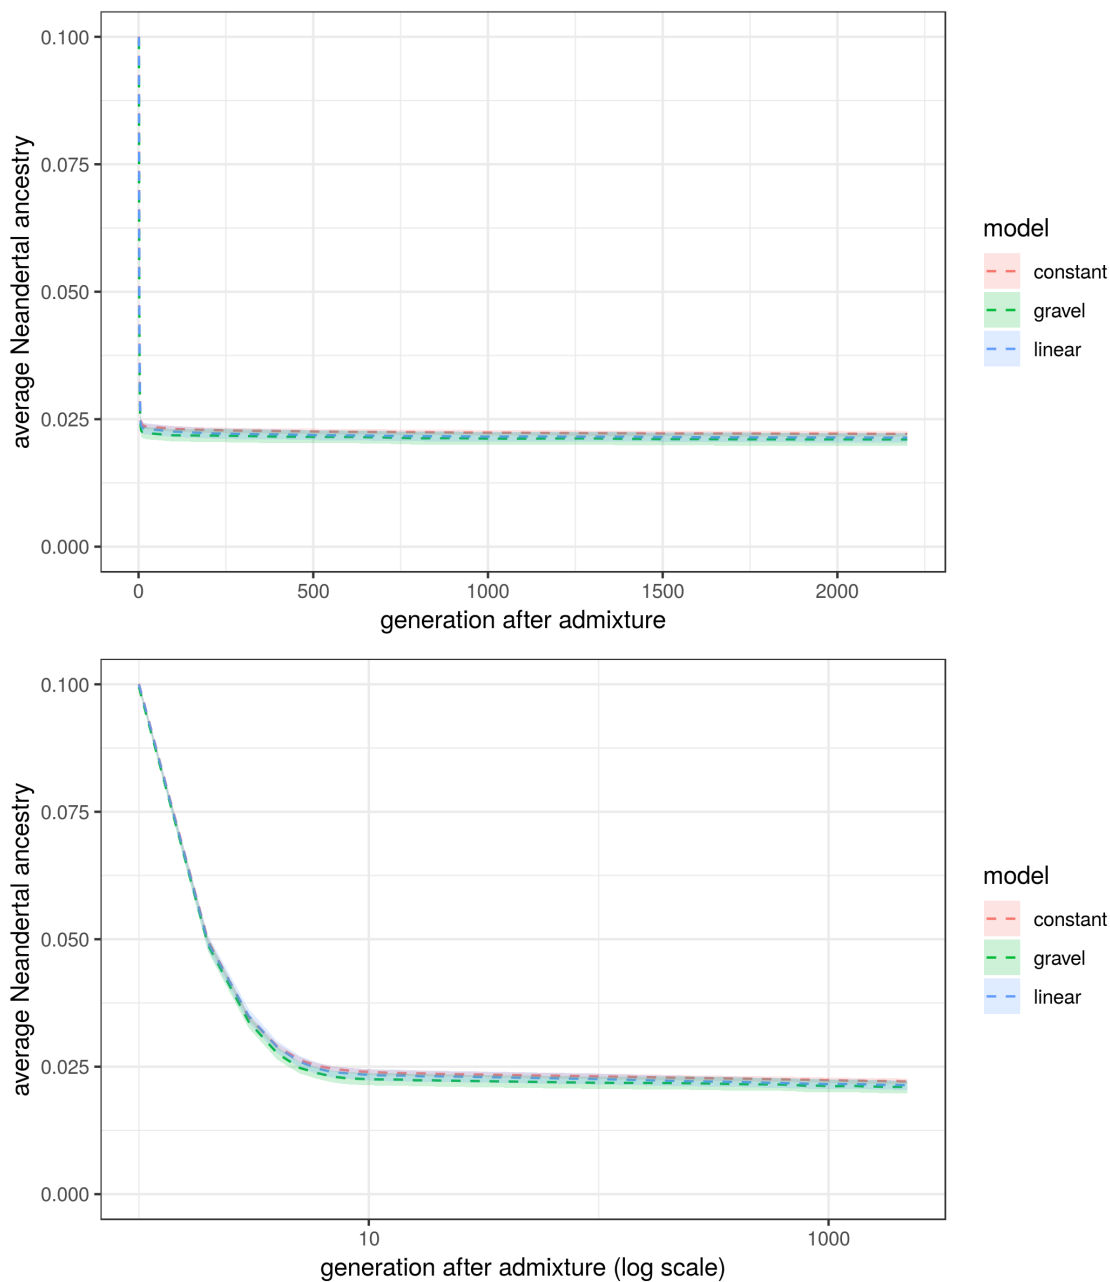 0.100
0.075
0.050
0.025
0.000
average Neandertal ancestry
0 500 1000 1500 2000
generation after admixture
model
constant
gravel
linear
0.100
0.075
0.050
0.025
0.000
average Neandertal ancestry
10 1000
generation after admixture (log scale)
model
constant
gravel
linear